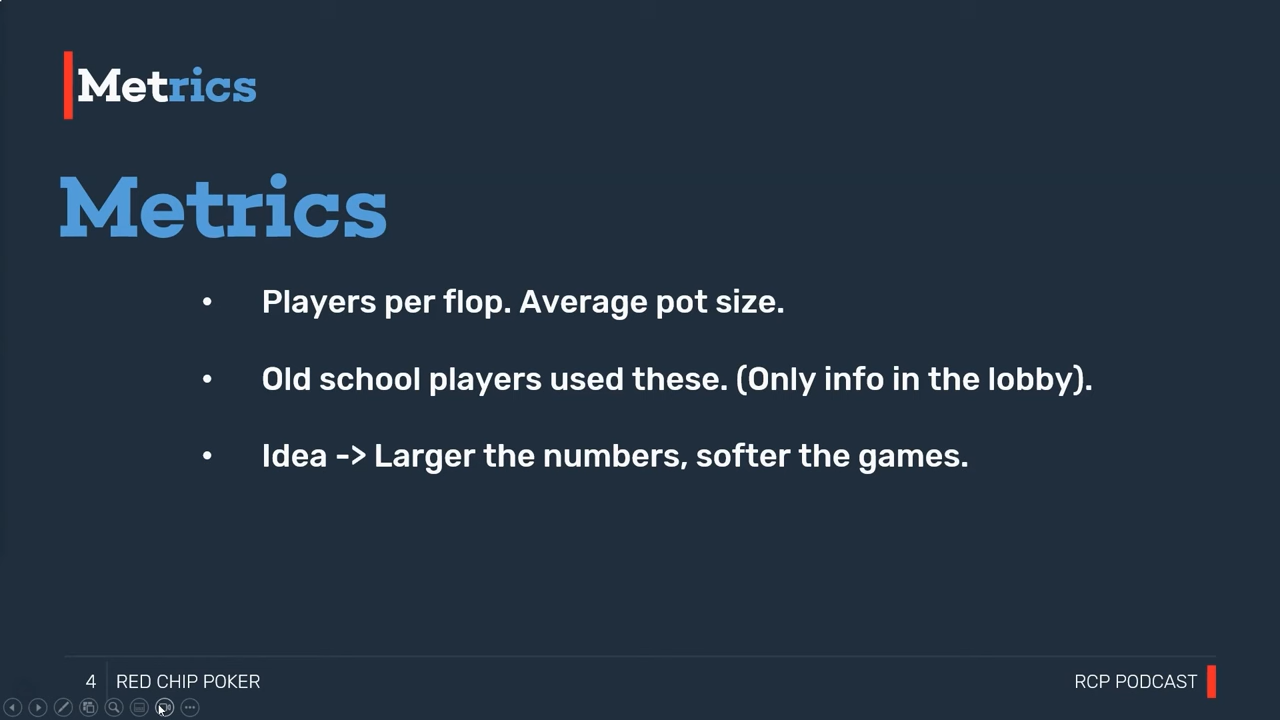 Metrics
Metrics
• Players per flop. Average pot size.
• Old school players used these. (Only info in the lobby).
• Idea -> Larger the numbers, softer the games.
4 RED CHIP POKER
RCP PODCAST